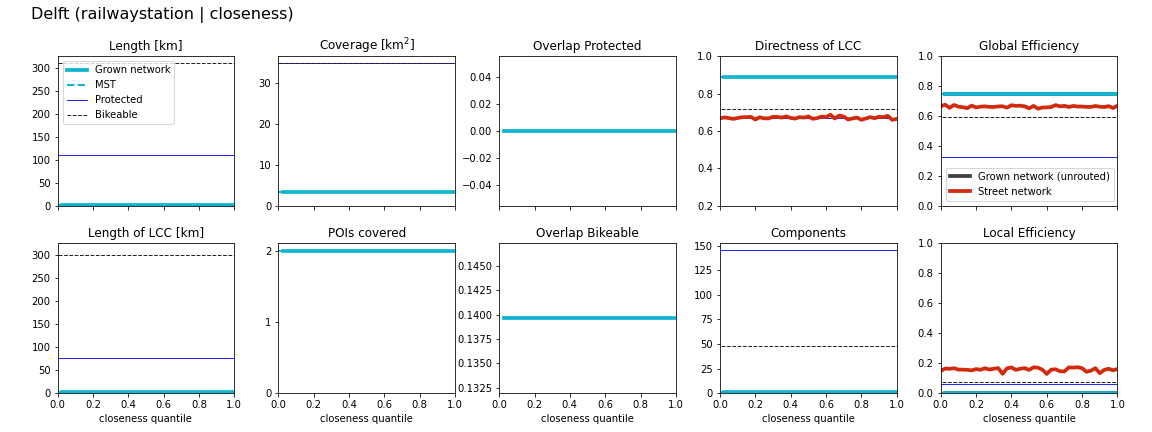 Delft (railwaystation | closeness)
Length [km]
300
250
200
150
100
50
0
Grown network
MST
Protected
Bikeable
Coverage [km²]
30
20
10
0
Overlap Protected
0.04
0.02
0.00
−0.02
−0.04
Directness of LCC
1.0
0.8
0.6
0.4
0.2
Global Efficiency
1.0
0.8
0.6
0.4
0.2
0.0
Grown network (unrouted)
Street network
Length of LCC [km]
300
250
200
150
100
50
0
0.0 0.2 0.4 0.6 0.8 1.0
closeness quantile
POIs covered
2
1
0
0.0 0.2 0.4 0.6 0.8 1.0
closeness quantile
Overlap Bikeable
0.1450
0.1425
0.1400
0.1375
0.1350
0.1325
0.0 0.2 0.4 0.6 0.8 1.0
closeness quantile
Components
150
125
100
75
50
25
0
0.0 0.2 0.4 0.6 0.8 1.0
closeness quantile
Local Efficiency
1.0
0.8
0.6
0.4
0.2
0.0
0.0 0.2 0.4 0.6 0.8 1.0
closeness quantile